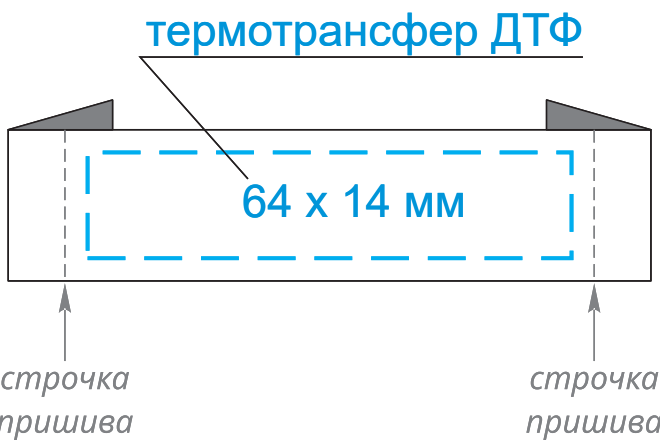 термотрансфер ДТФ
64 x 14 мм
строчка
пришива
строчка
пришива